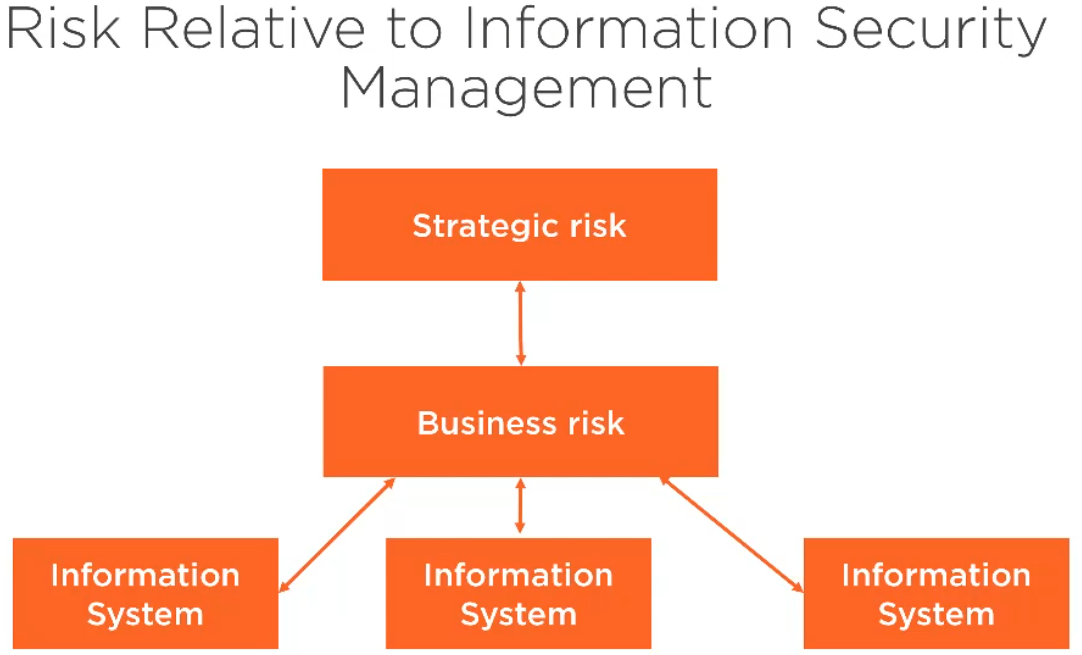 Risk Relative to Information Security
Management
Strategic risk
Business risk
Information
System
Information
System
Information
System